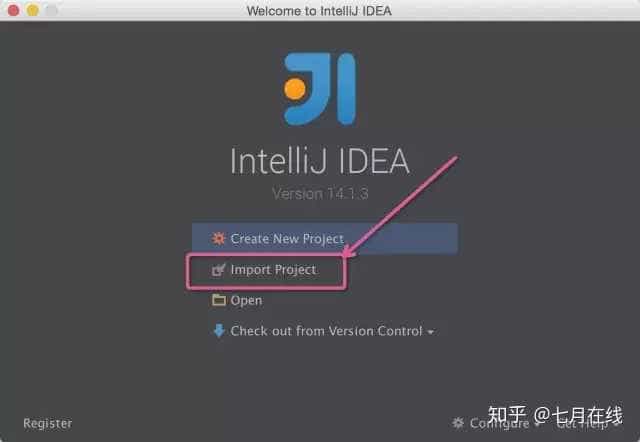 Welcome to IntelliJ IDEA
IntelliJ IDEA
Version 14.1.3
Create New Project
Import Project
Open
Check out from Version Control
Register
Configure
Get Help
知乎 @七月在线